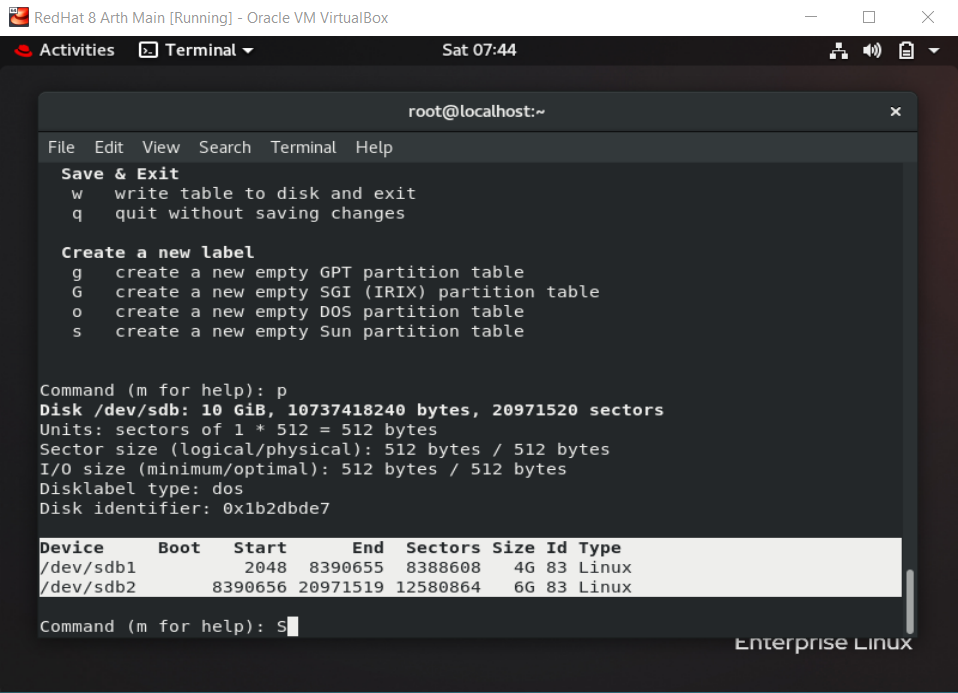 RedHat 8 Arth Main [Running] - Oracle VM VirtualBox
Activities Terminal Sat 07:44
root@localhost:~
File Edit View Search Terminal Help
Save & Exit
w write table to disk and exit
q quit without saving changes
Create a new label
g create a new empty GPT partition table
G create a new empty SGI (IRIX) partition table
o create a new empty DOS partition table
s create a new empty Sun partition table
Command (m for help): p
Disk /dev/sdb: 10 GiB, 10737418240 bytes, 20971520 sectors
Units: sectors of 1 * 512 = 512 bytes
Sector size (logical/physical): 512 bytes / 512 bytes
I/O size (minimum/optimal): 512 bytes / 512 bytes
Disklabel type: dos
Disk identifier: 0x1b2dbde7
Device Boot Start End Sectors Size Id Type
/dev/sdb1 2048 8390655 8388608 4G 83 Linux
/dev/sdb2 8390656 20971519 12580864 6G 83 Linux
Command (m for help): S
Enterprise Linux